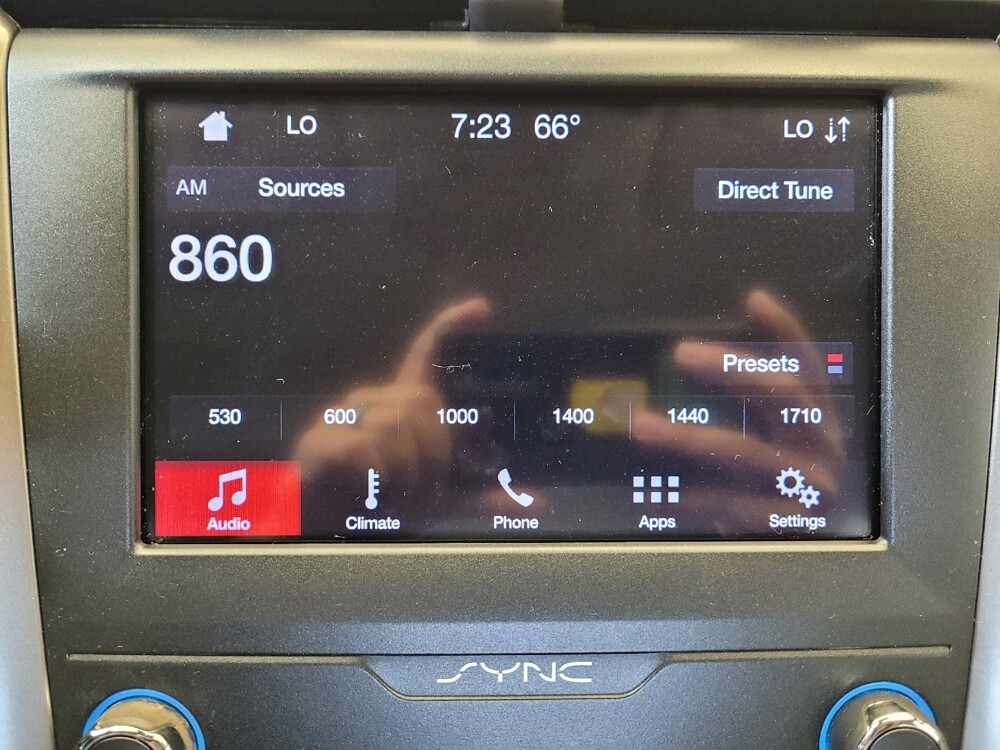 LO 7:23 66° LO
AM Sources Direct Tune
860
Presets
530 600 1000 1400 1440 1710
Audio Climate Phone Apps Settings
SYNC